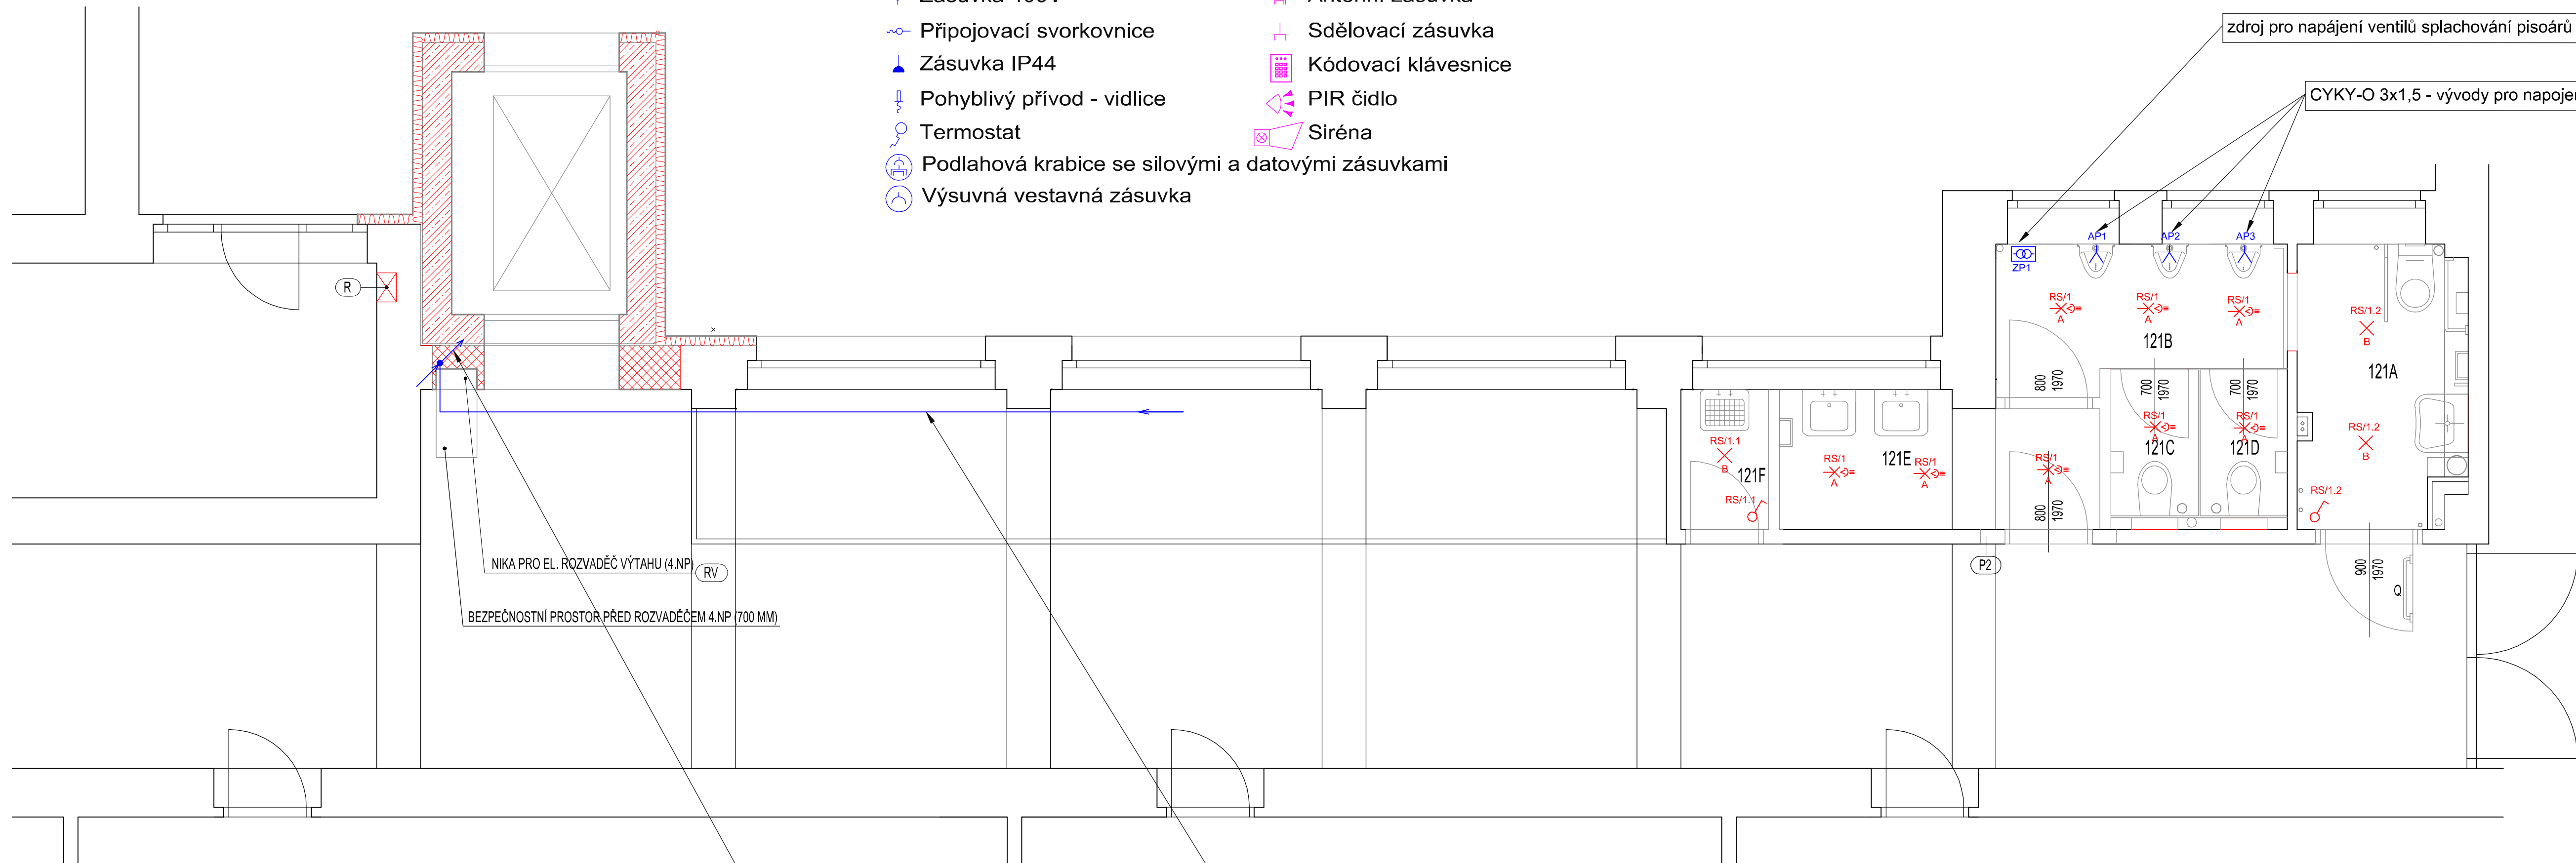 Zásuvka 400V
Anténní zásuvka
Připojovací svorkovnice
Sdělovací zásuvka
Zásuvka IP44
Kódovací klávesnice
Pohyblivý přívod - vidlice
PIR čidlo
Termostat
Siréna
Podlahová krabice se silovými a datovými zásuvkami
Výsuvná vestavná zásuvka
zdroj pro napájení ventilů splachování pisoárů
CYKY-O 3x1,5 - vývody pro napojen
R
AP1
AP2
AP3
ZP1
RS/1
A
RS/1
A
RS/1
A
121B
RS/1.2
B
121A
800
1970
700
1970
700
1970
RS/1
A
121C
RS/1
A
121D
RS/1.2
B
RS/1.1
B
121F
RS/1.1
RS/1
A
121E
RS/1
A
RS/1
A
800
1970
RS/1.2
P2
900
1970
Q
NIKA PRO EL. ROZVADĚČ VÝTAHU (4.NP)
RV
BEZPEČNOSTNÍ PROSTOR PŘED ROZVADĚČEM 4.NP (700 MM)